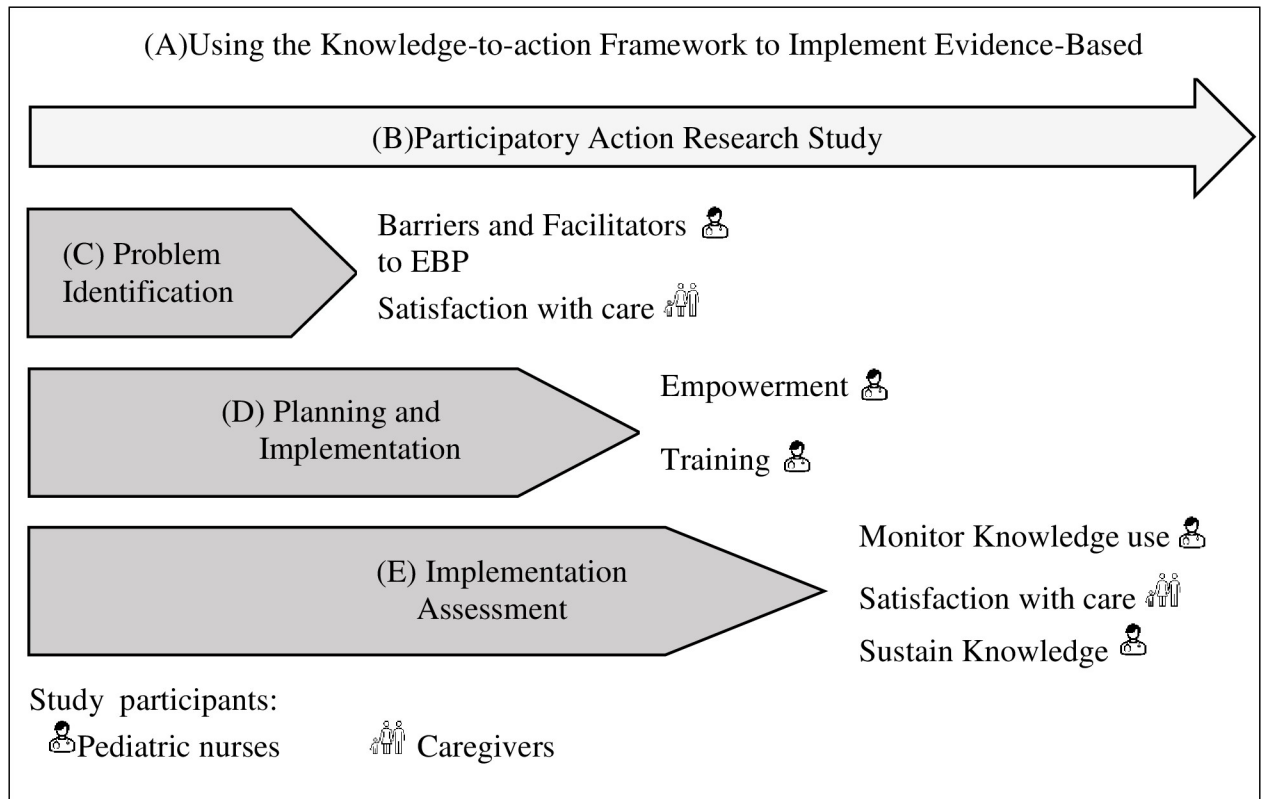 (A)Using the Knowledge-to-action Framework to Implement Evidence-Based
(B)Participatory Action Research Study
(C) Problem
Identification
Barriers and Facilitators
to EBP
Satisfaction with care
(D) Planning and
Implementation
Empowerment
Training
(E) Implementation
Assessment
Monitor Knowledge use
Satisfaction with care
Sustain Knowledge
Study participants:
Pediatric nurses
Caregivers